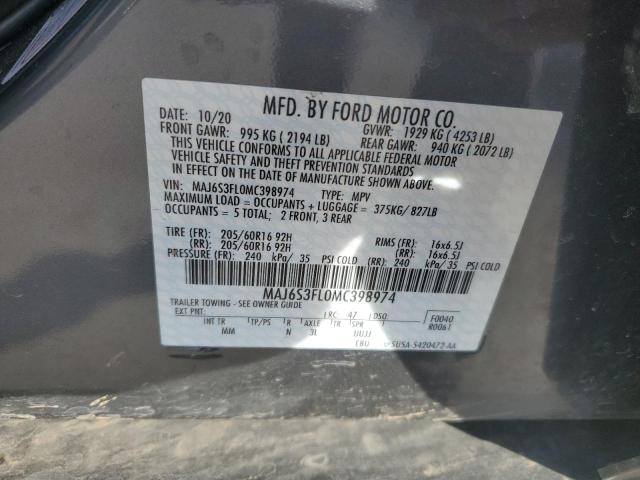 MFD. BY FORD MOTOR CO.
DATE: 10/20 GVWR: 1929 KG ( 4253 LB)
FRONT GAWR: 995 KG ( 2194 LB) REAR GAWR: 940 KG ( 2072 LB)
THIS VEHICLE CONFORMS TO ALL APPLICABLE FEDERAL MOTOR
VEHICLE SAFETY AND THEFT PREVENTION STANDARDS
IN EFFECT ON THE DATE OF MANUFACTURE SHOWN ABOVE.
VIN: MAJ6S3FL0MC398974 TYPE: MPV
MAXIMUM LOAD = OCCUPANTS + LUGGAGE = 375KG/ 827LB
OCCUPANTS = 5 TOTAL; 2 FRONT, 3 REAR
TIRE (FR): 205/60R16 92H RIMS (FR): 16x6.5J
(RR): 205/60R16 92H (RR): 16x6.5J
PRESSURE (FR): 240 kPa/ 35 PSI COLD (RR): 240 kPa/ 35 PSI COLD
MAJ6S3FL0MC398974
TRAILER TOWING - SEE OWNER GUIDE
EXT PNT: RC: 47 DSO: F0040
R0061
INT TR TP/PS R AXLE TR SPR
MM N 3L UUJJ
CBU